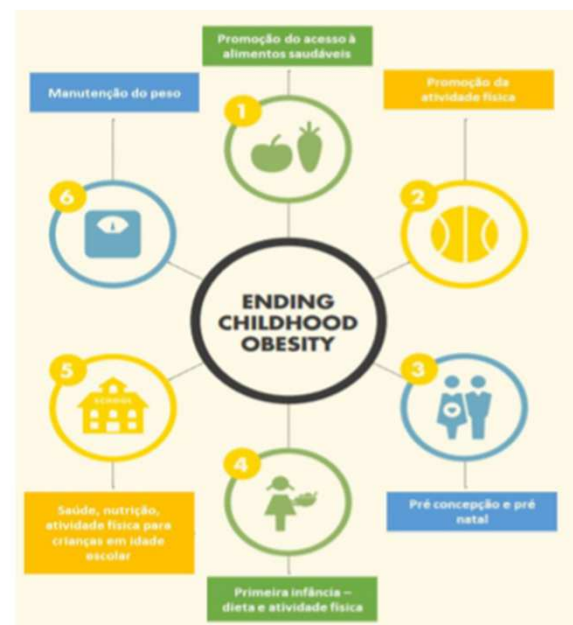 Promoção do acesso à
alimentos saudáveis
1
Promoção da
atividade física
2
3
Pré concepção e pré
natal
4
Primeira infância –
dieta e atividade física
5
SCHOOL
Saúde, nutrição,
atividade física para
crianças em idade
escolar
6
Manutenção do peso
ENDING
CHILDHOOD
OBESITY